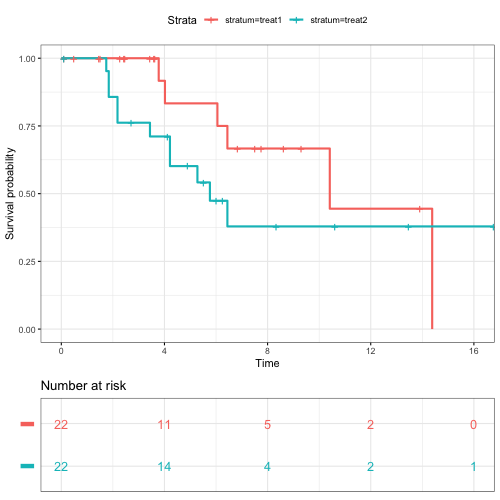 Strata stratum=treat1 stratum=treat2
1.00
0.75
0.50
0.25
0.00
Survival probability
0 4 8 12 16
Time
Number at risk
22 11 5 2 0
22 14 4 2 1